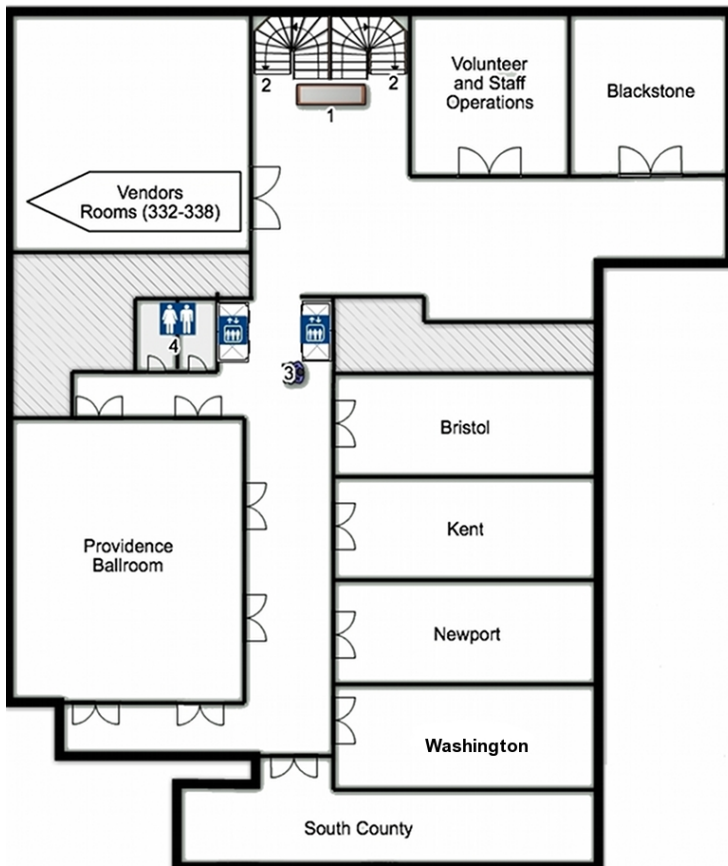 2
2
1
Volunteer
and Staff
Operations
Blackstone
Vendors
Rooms (332-338)
4
3
Bristol
Kent
Providence
Ballroom
Newport
Washington
South County